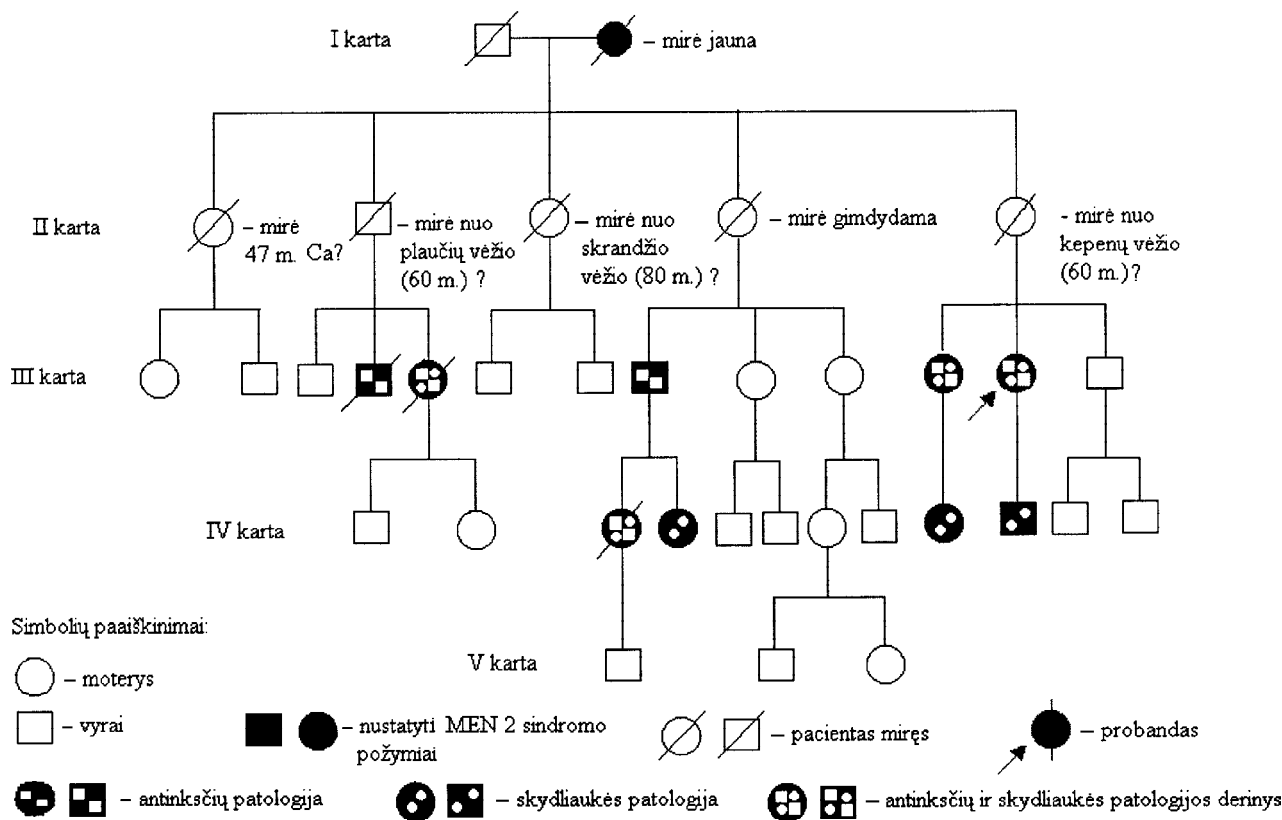 I karta
– mirė jauna
II karta
– mirė
47 m. Ca?
– mirė nuo
plaučių vėžio
(60 m.) ?
– mirė nuo
skrandžio
vėžio (80 m.) ?
– mirė gimdydama
- mirė nuo
kepenų vėžio
(60 m.)?
III karta
IV karta
V karta
Simbolių paaiškinimai:
– moterys
– vyrai
– nustatyti MEN 2 sindromo
požymiai
– pacientas miręs
– probandas
– antinksčių patologija
– skydliaukės patologija
– antinksčių ir skydliaukės patologijos derinys